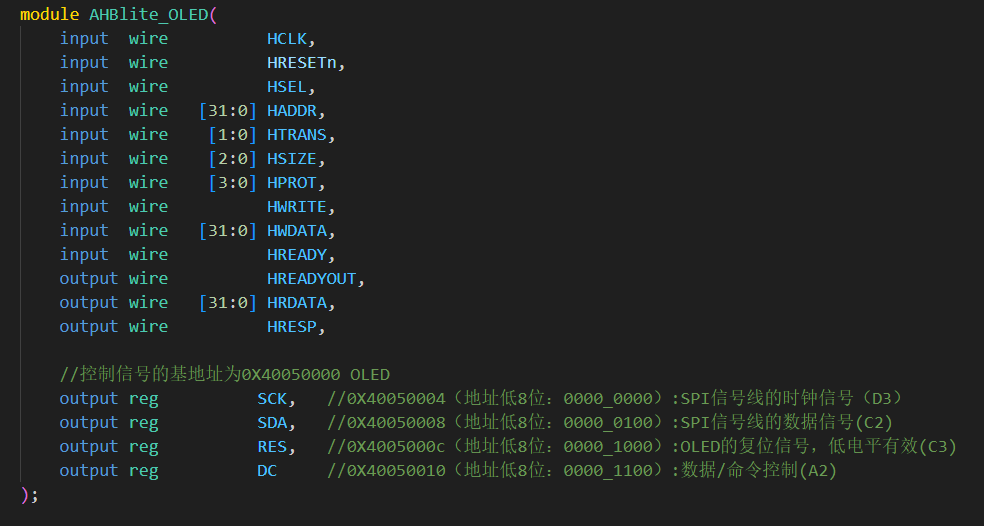 module AHBlite_OLED(
input wire HCLK,
input wire HRESETn,
input wire HSEL,
input wire [31:0] HADDR,
input wire [1:0] HTRANS,
input wire [2:0] HSIZE,
input wire [3:0] HPROT,
input wire HWRITE,
input wire [31:0] HWDATA,
input wire HREADY,
output wire HREADYOUT,
output wire [31:0] HRDATA,
output wire HRESP,
//控制信号的基地址为0X40050000 OLED
output reg SCK, //0X40050004（地址低8位：0000_0000）:SPI信号线的时钟信号（D3）
output reg SDA, //0X40050008（地址低8位：0000_0100）:SPI信号线的数据信号(C2)
output reg RES, //0X4005000c（地址低8位：0000_1000）:OLED的复位信号，低电平有效(C3)
output reg DC //0X40050010（地址低8位：0000_1100）:数据/命令控制(A2)
);